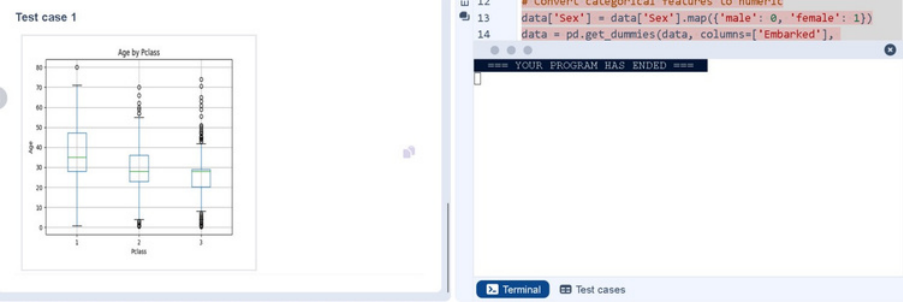 Test case 1
Age by Pclass
80
70
60
50
40
30
20
10
0
Age
1
2
3
Pclass
12 # Convert categorical features to numeric
13 data['Sex'] = data['Sex'].map({'male': 0, 'female': 1})
14 data = pd.get_dummies(data, columns=['Embarked'],
=== YOUR PROGRAM HAS ENDED ===
Terminal
Test cases